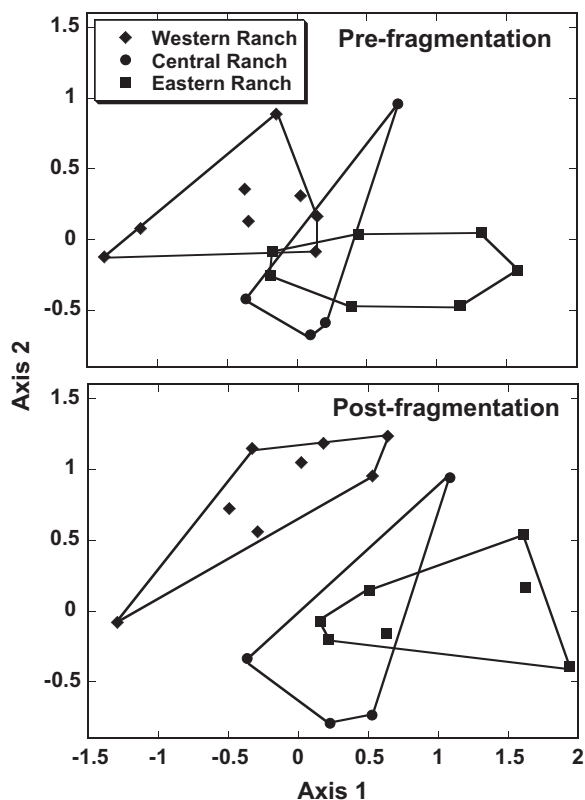 1.5
Western Ranch
Pre-fragmentation
Central Ranch
1
Eastern Ranch
0.5
0
-0.5
Axis 2
1.5
Post-fragmentation
1
0.5
0
-0.5
-1.5 -1 -0.5 0 0.5 1 1.5 2
Axis 1